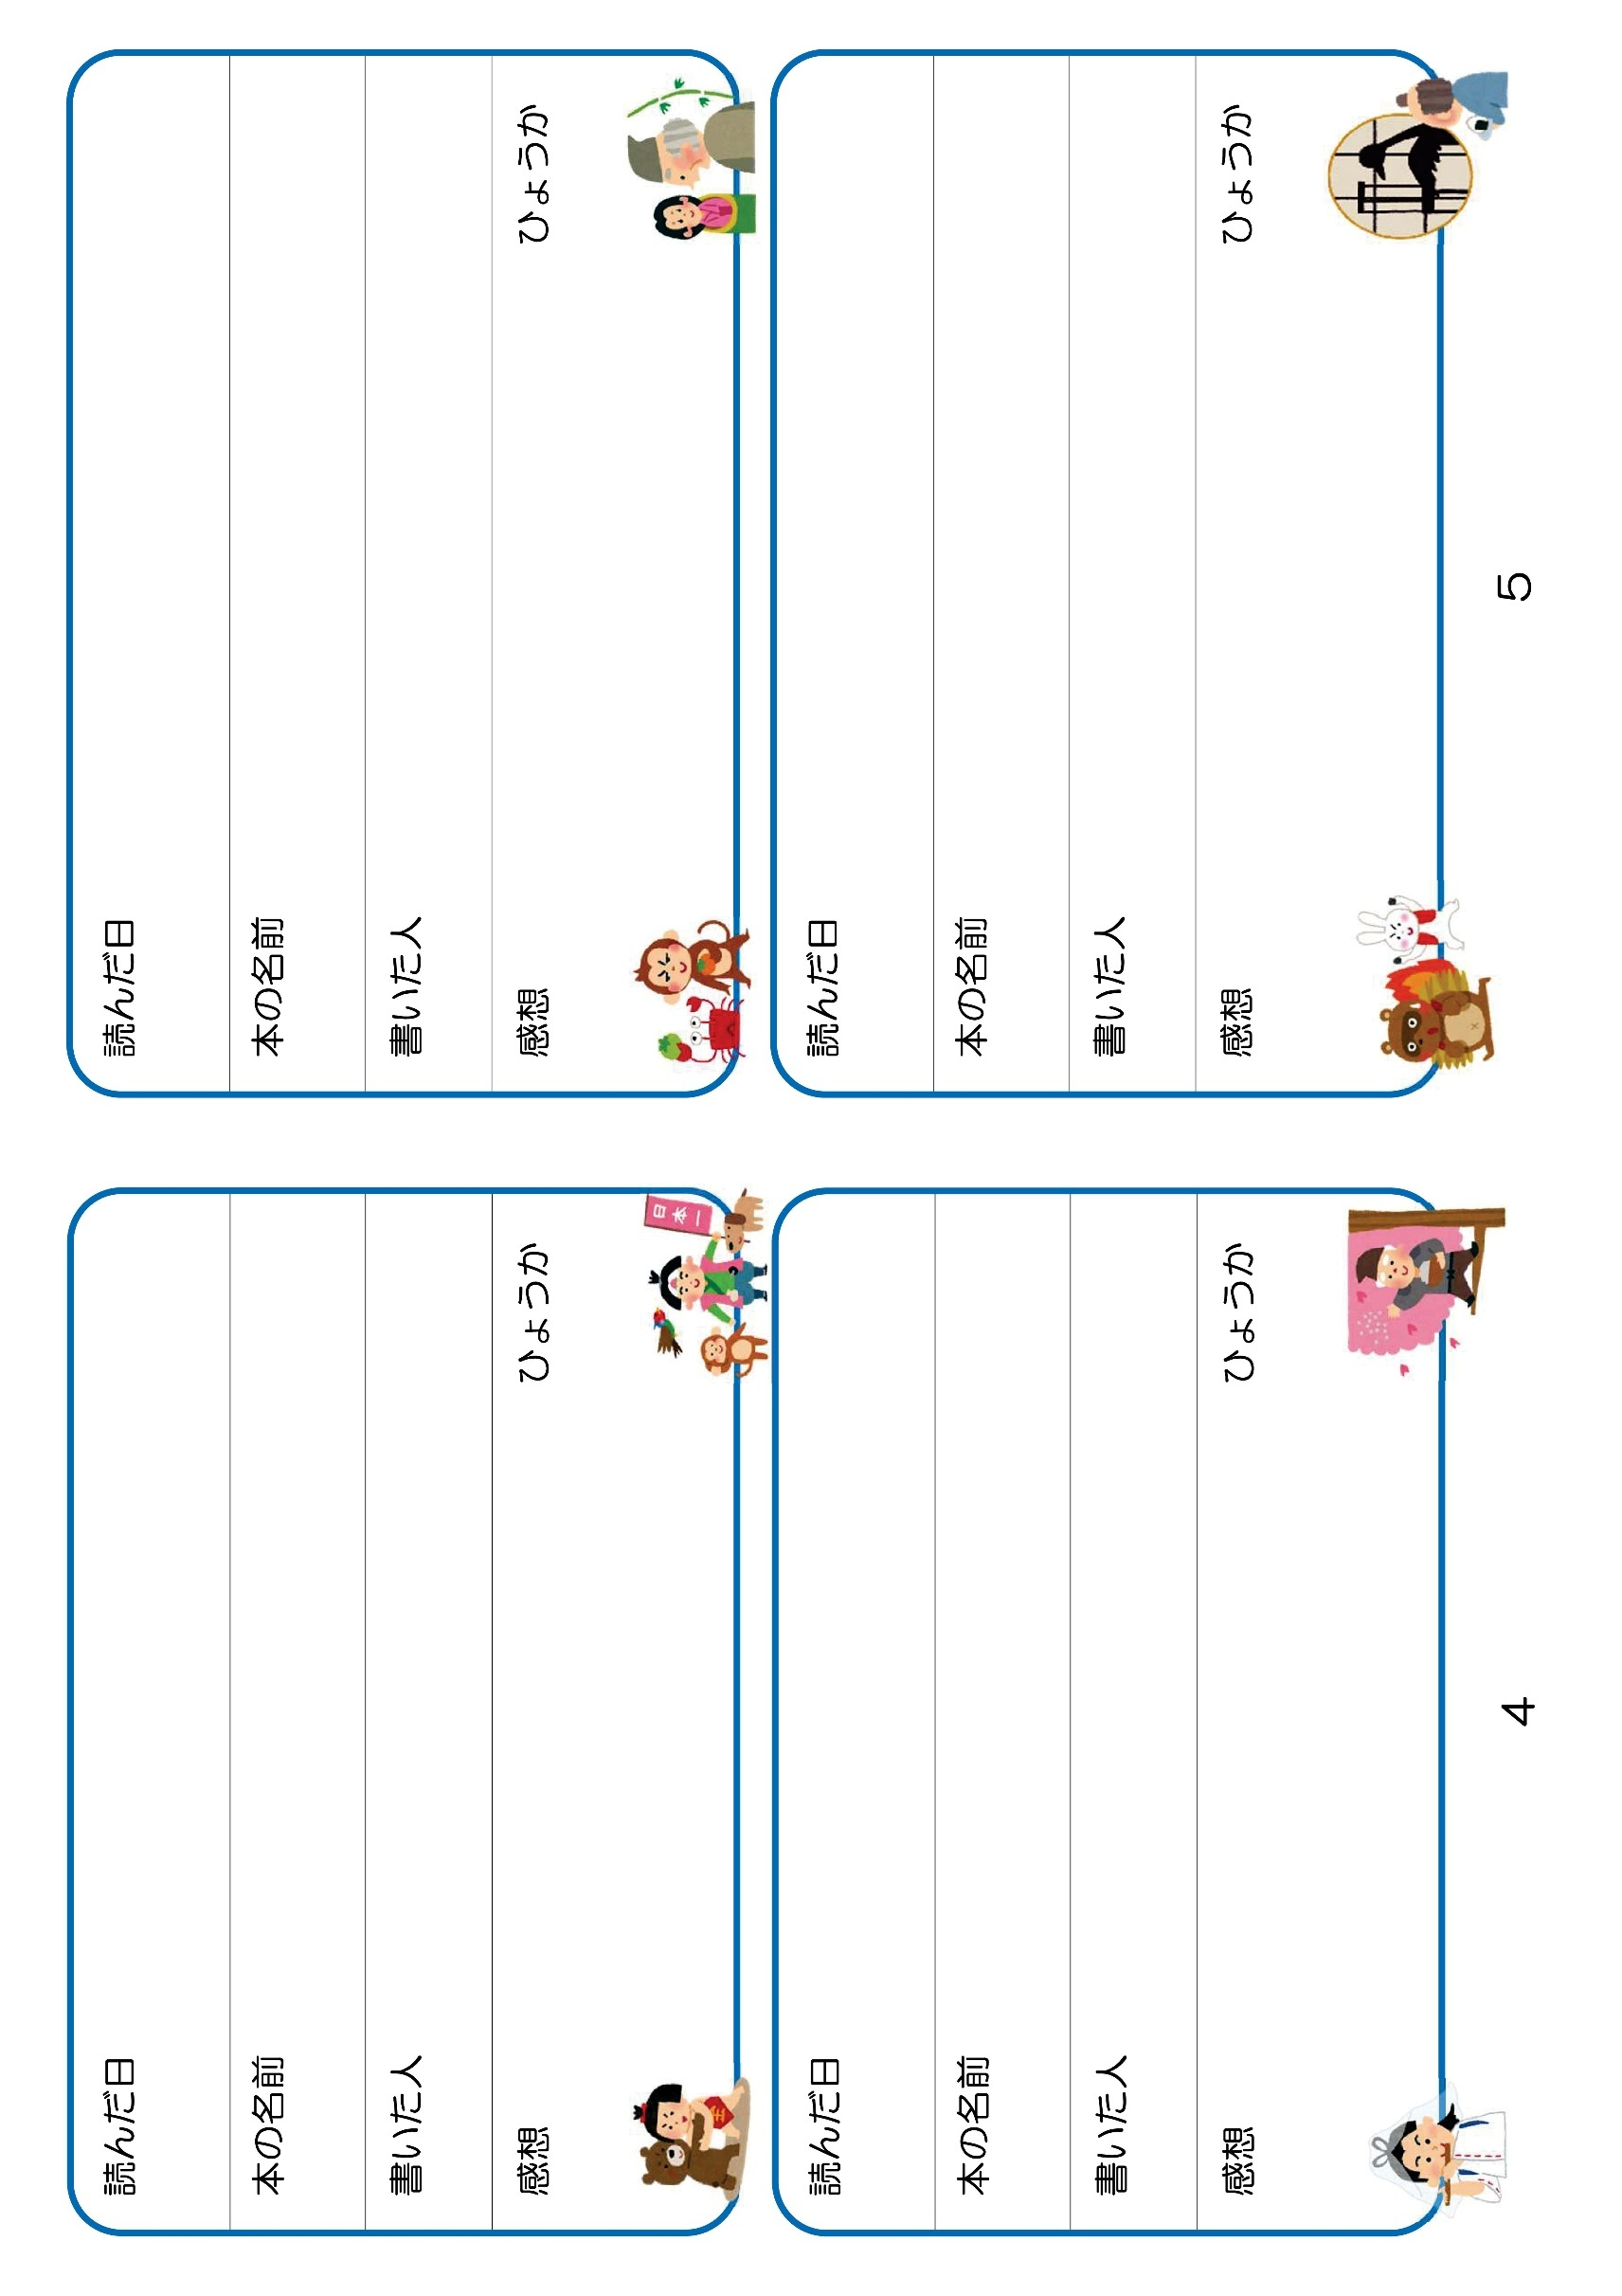 読んだ日
本の名前
書いた人
感想 ひょうか
日本一
金
読んだ日
本の名前
書いた人
感想 ひょうか
4
読んだ日
本の名前
書いた人
感想 ひょうか
読んだ日
本の名前
書いた人
感想 ひょうか
5